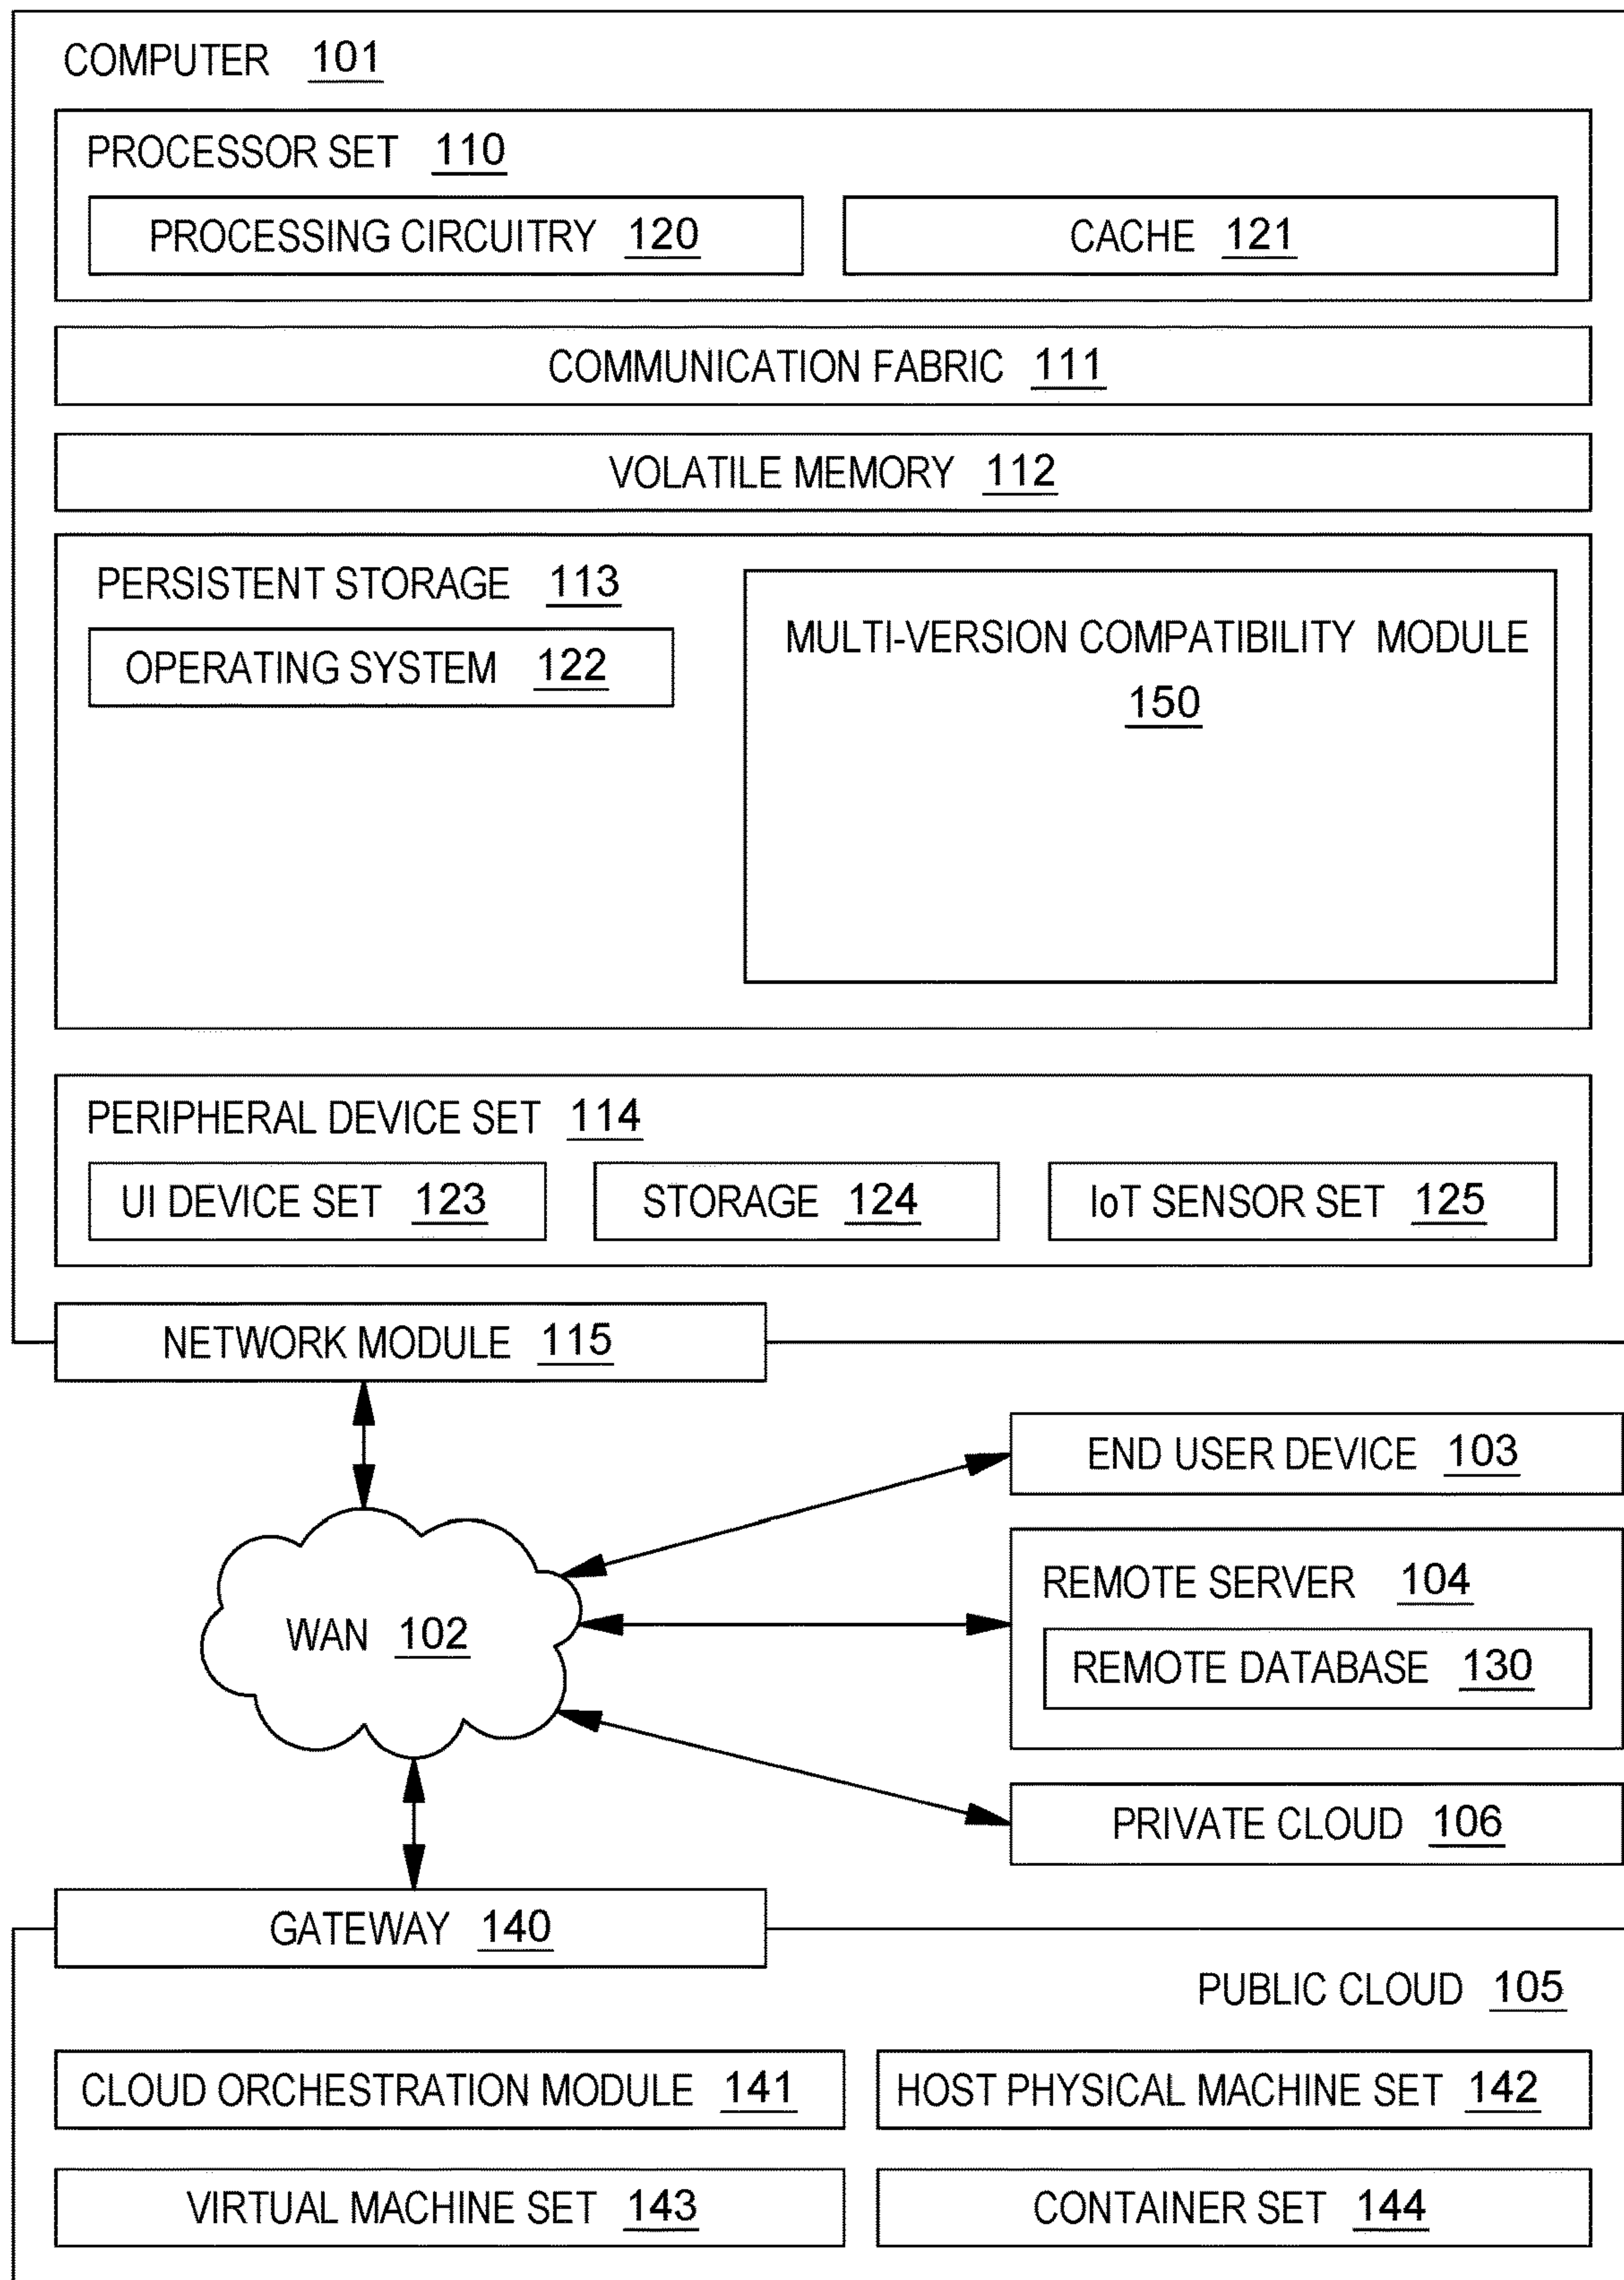 COMPUTER 101
PROCESSOR SET 110
PROCESSING CIRCUITRY 120
CACHE 121
COMMUNICATION FABRIC 111
VOLATILE MEMORY 112
PERSISTENT STORAGE 113
OPERATING SYSTEM 122
MULTI-VERSION COMPATIBILITY MODULE
150
PERIPHERAL DEVICE SET 114
UI DEVICE SET 123
STORAGE 124
IoT SENSOR SET 125
NETWORK MODULE 115
END USER DEVICE 103
WAN 102
REMOTE SERVER 104
REMOTE DATABASE 130
PRIVATE CLOUD 106
GATEWAY 140
PUBLIC CLOUD 105
CLOUD ORCHESTRATION MODULE 141
HOST PHYSICAL MACHINE SET 142
VIRTUAL MACHINE SET 143
CONTAINER SET 144